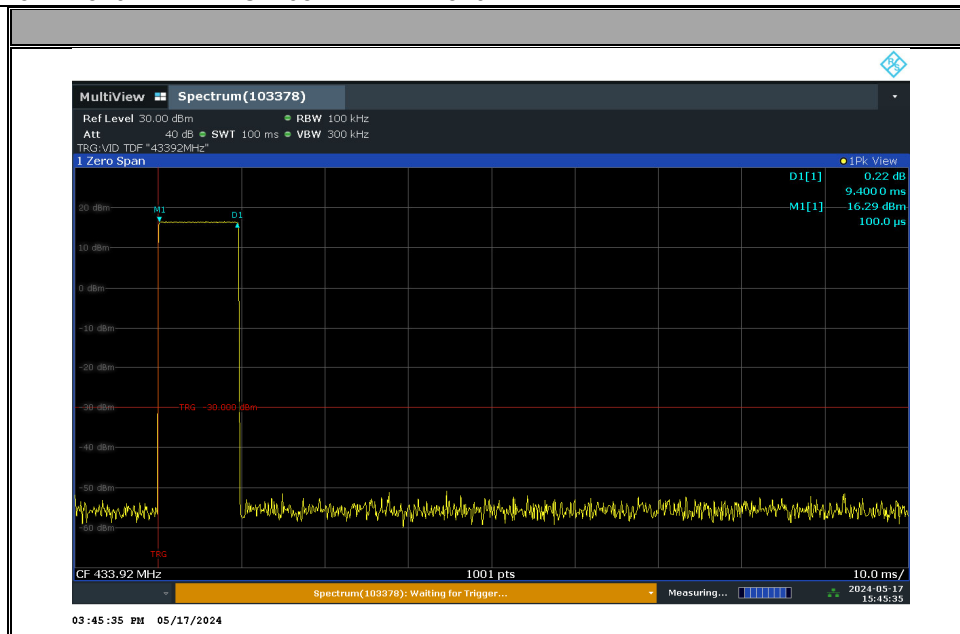 R&S
MultiView Spectrum(103378)
Ref Level 30.00 dBm RBW 100 kHz
Att 40 dB SWT 100 ms VBW 300 kHz
TRG:VID TDF "43392MHz"
1 Zero Span 1Pk View
D1[1] 0.22 dB
9.4000 ms
M1[1] 16.29 dBm
100.0 µs
20 dBm
M1
D1
10 dBm
0 dBm
-10 dBm
-20 dBm
-30 dBm
TRG -30.000 dBm
-40 dBm
-50 dBm
-60 dBm
TRG
CF 433.92 MHz 1001 pts 10.0 ms/
Spectrum(103378): Waiting for Trigger... Measuring... 2024-05-17
15:45:35
03:45:35 PM 05/17/2024